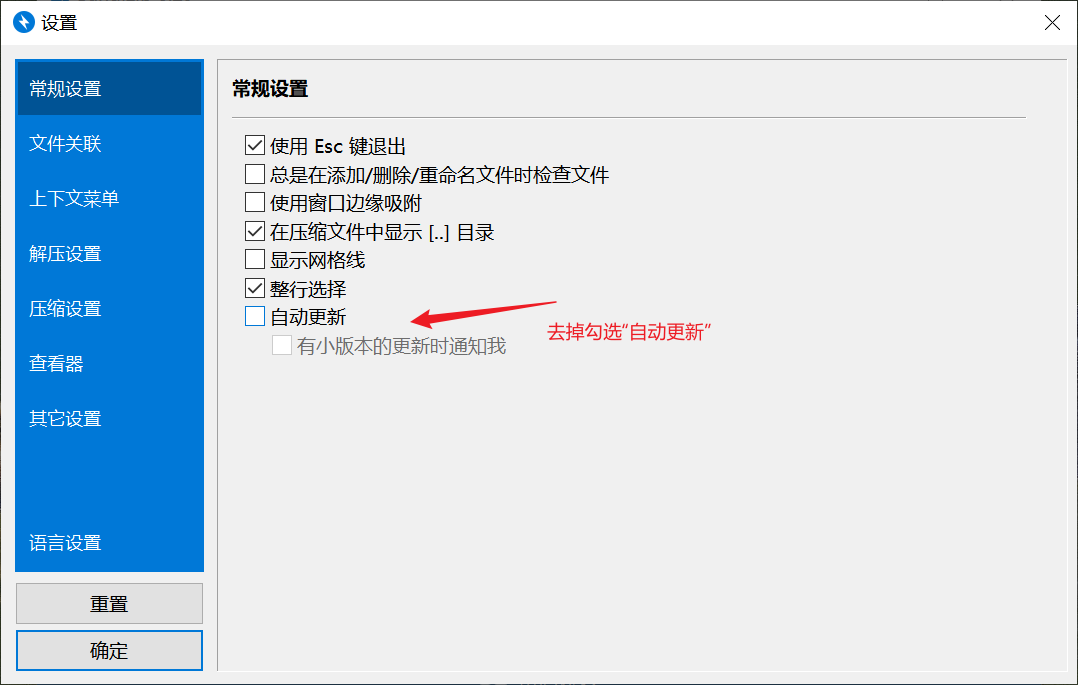 设置
常规设置
文件关联
上下文菜单
解压设置
压缩设置
查看器
其它设置
语言设置
重置
确定
常规设置
使用 Esc 键退出
总是在添加/删除/重命名文件时检查文件
使用窗口边缘吸附
在压缩文件中显示 [..] 目录
显示网格线
整行选择
自动更新
有小版本的更新时通知我
去掉勾选“自动更新”